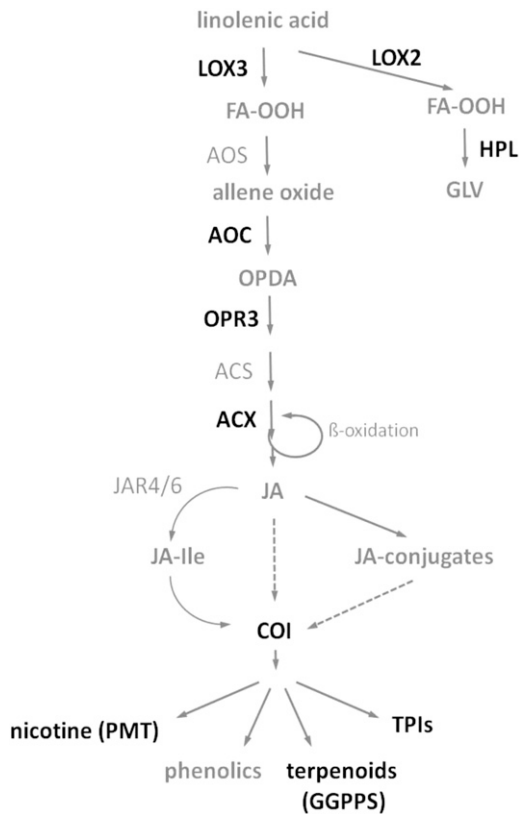 linolenic acid
LOX3
LOX2
FA-OOH
FA-OOH
AOS
HPL
allene oxide
GLV
AOC
OPDA
OPR3
ACS
ACX
ß-oxidation
JAR4/6
JA
JA-Ile
JA-conjugates
COI
nicotine (PMT)
TPIs
phenolics
terpenoids
(GGPPS)